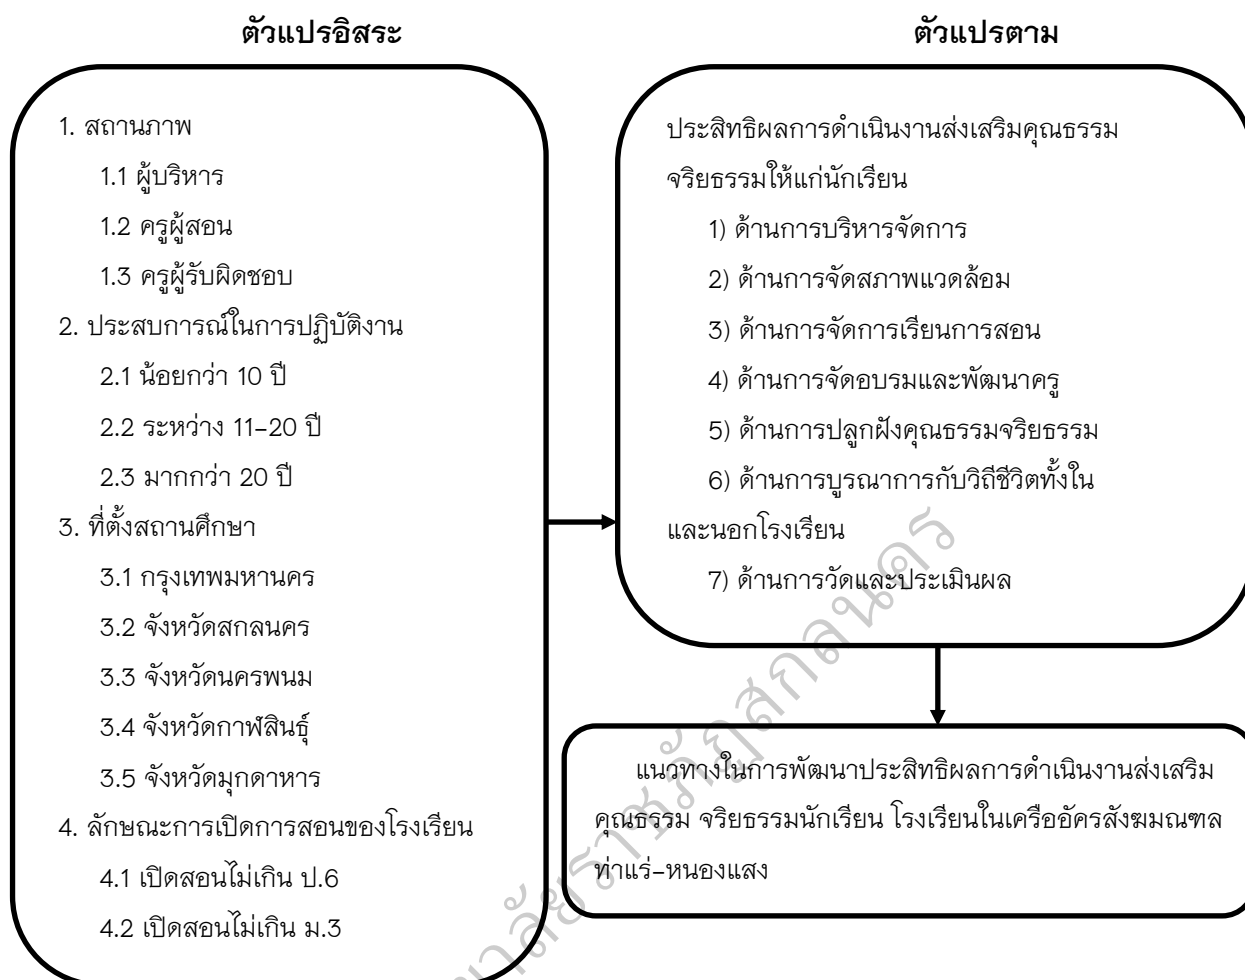 ตัวแปรอิสระ
1. สถานภาพ
1.1 ผู้บริหาร
1.2 ครูผู้สอน
1.3 ครูผู้รับผิดชอบ
2. ประสบการณ์ในการปฏิบัติงาน
2.1 น้อยกว่า 10 ปี
2.2 ระหว่าง 11-20 ปี
2.3 มากกว่า 20 ปี
3. ที่ตั้งสถานศึกษา
3.1 กรุงเทพมหานคร
3.2 จังหวัดสกลนคร
3.3 จังหวัดนครพนม
3.4 จังหวัดกาฬสินธุ์
3.5 จังหวัดมุกดาหาร
4. ลักษณะการเปิดการสอนของโรงเรียน
4.1 เปิดสอนไม่เกิน ป.6
4.2 เปิดสอนไม่เกิน ม.3
ตัวแปรตาม
ประสิทธิผลการดำเนินงานส่งเสริมคุณธรรม
จริยธรรมให้แก่นักเรียน
1) ด้านการบริหารจัดการ
2) ด้านการจัดสภาพแวดล้อม
3) ด้านการจัดการเรียนการสอน
4) ด้านการจัดอบรมและพัฒนาครู
5) ด้านการปลูกฝังคุณธรรมจริยธรรม
6) ด้านการบูรณาการกับวิถีชีวิตทั้งใน
และนอกโรงเรียน
7) ด้านการวัดและประเมินผล
แนวทางในการพัฒนาประสิทธิผลการดำเนินงานส่งเสริม
คุณธรรม จริยธรรมนักเรียน โรงเรียนในเครืออัครสังฆมณฑล
ท่าแร่-หนองแสง
าลัยราชภัฏสกลนคร